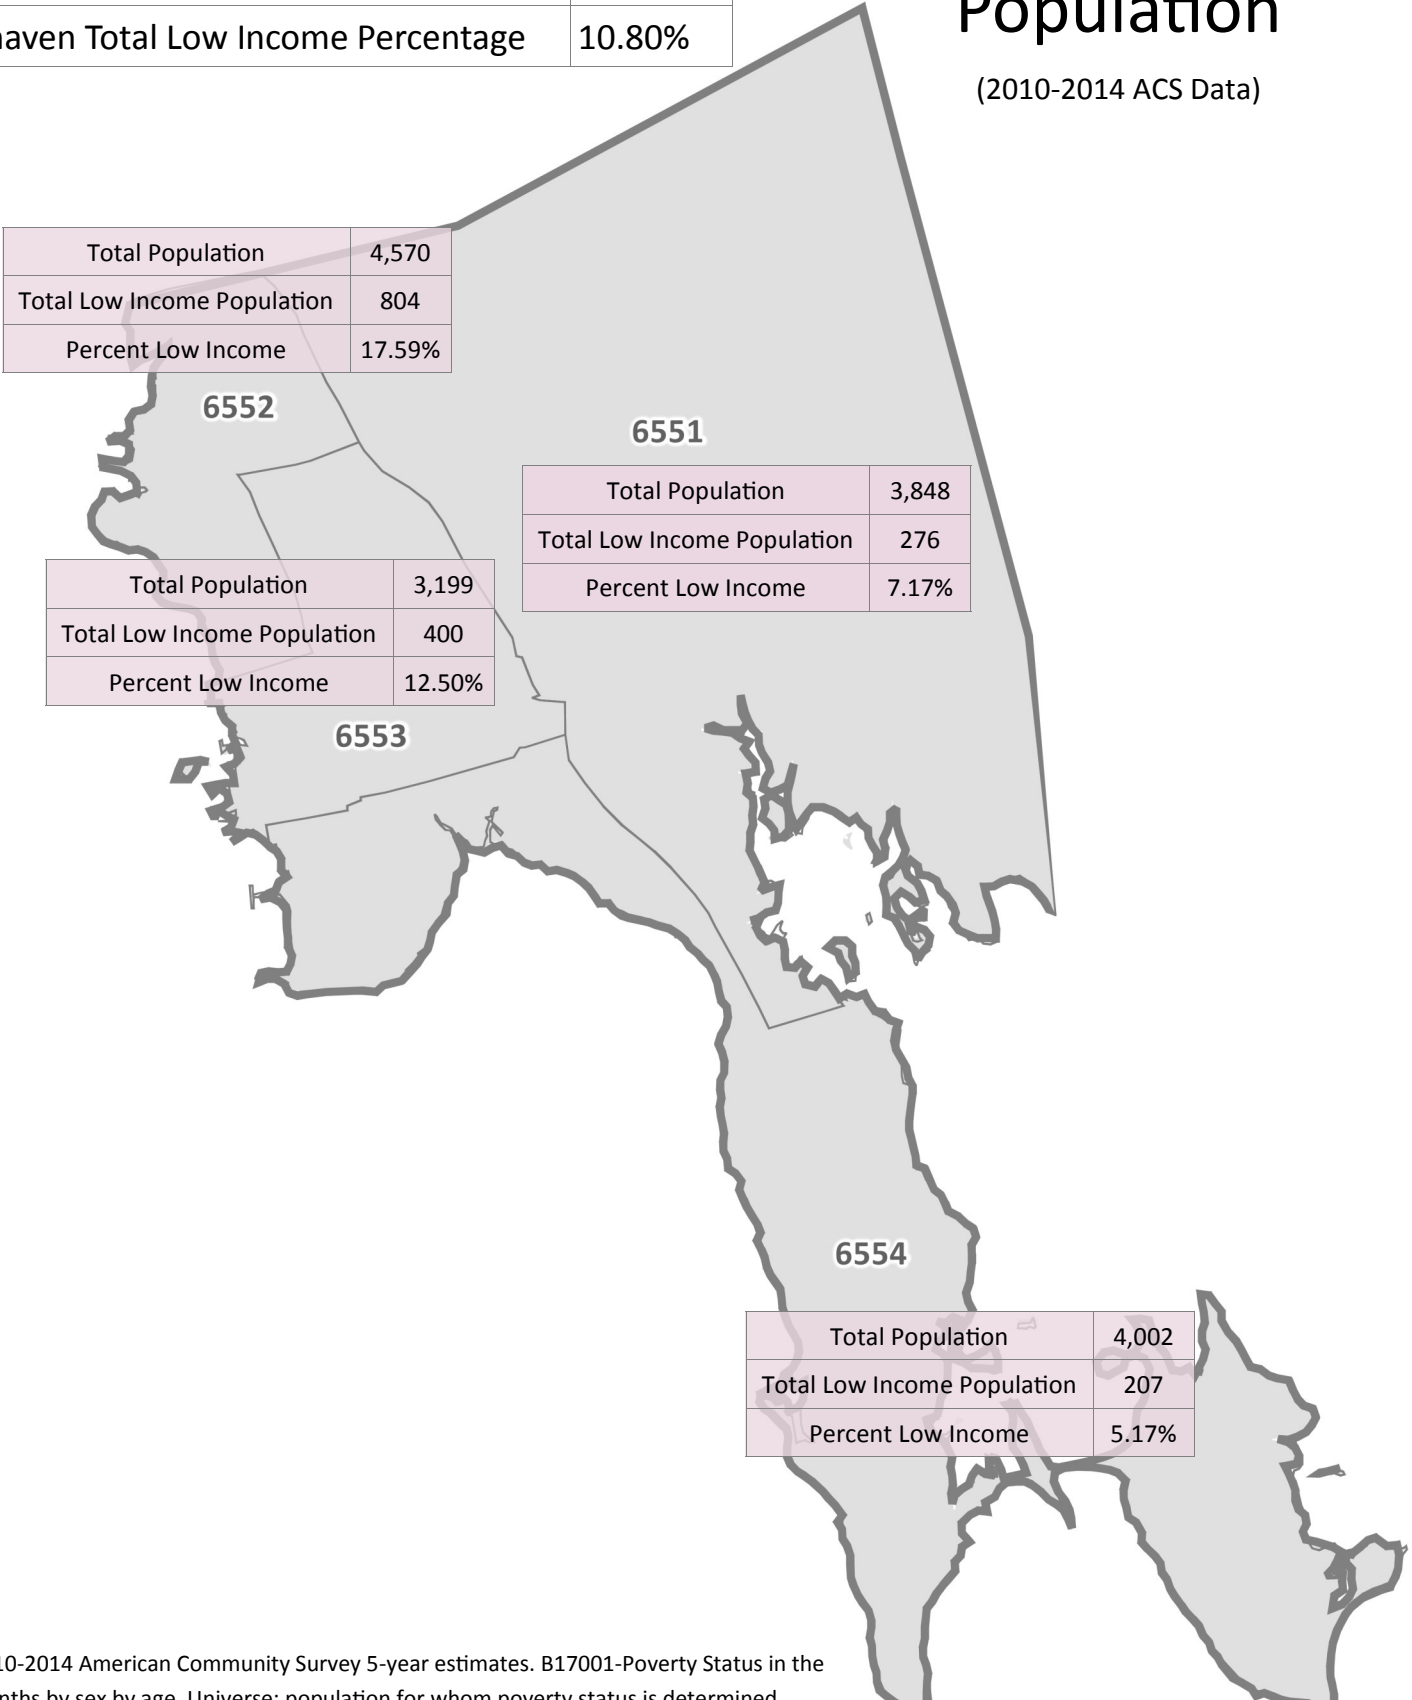 Population
haven Total Low Income Percentage 10.80%
(2010-2014 ACS Data)
Total Population 4,570
Total Low Income Population 804
Percent Low Income 17.59%
6552
6551
Total Population 3,848
Total Low Income Population 276
Percent Low Income 7.17%
Total Population 3,199
Total Low Income Population 400
Percent Low Income 12.50%
6553
6554
Total Population 4,002
Total Low Income Population 207
Percent Low Income 5.17%
10-2014 American Community Survey 5-year estimates. B17001-Poverty Status in the
nths by sex by age. Universe: population for whom poverty status is determined